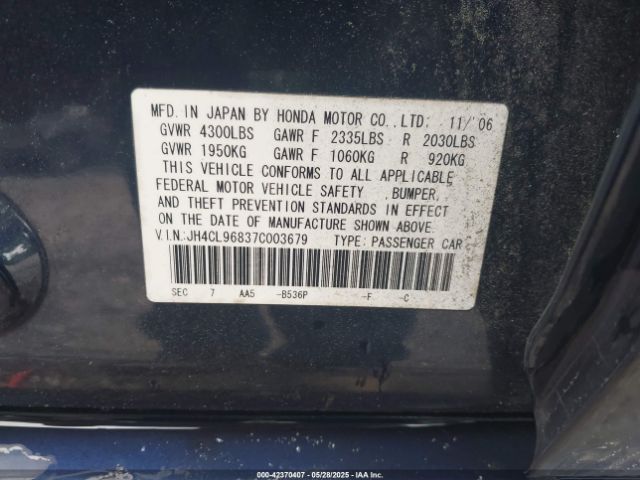 MFD. IN JAPAN BY HONDA MOTOR CO.,LTD. 11/'06
GVWR 4300LBS GAWR F 2335LBS R 2030LBS
GVWR 1950KG GAWR F 1060KG R 920KG
THIS VEHICLE CONFORMS TO ALL APPLICABLE
FEDERAL MOTOR VEHICLE SAFETY ,BUMPER,
AND THEFT PREVENTION STANDARDS IN EFFECT
ON THE DATE OF MANUFACTURE SHOWN ABOVE.
V.I.N:JH4CL96837C003679 TYPE: PASSENGER CAR
SEC 7 AA5 -B536P -F -C
000-42370407 - 05/28/2025 - IAA Inc.